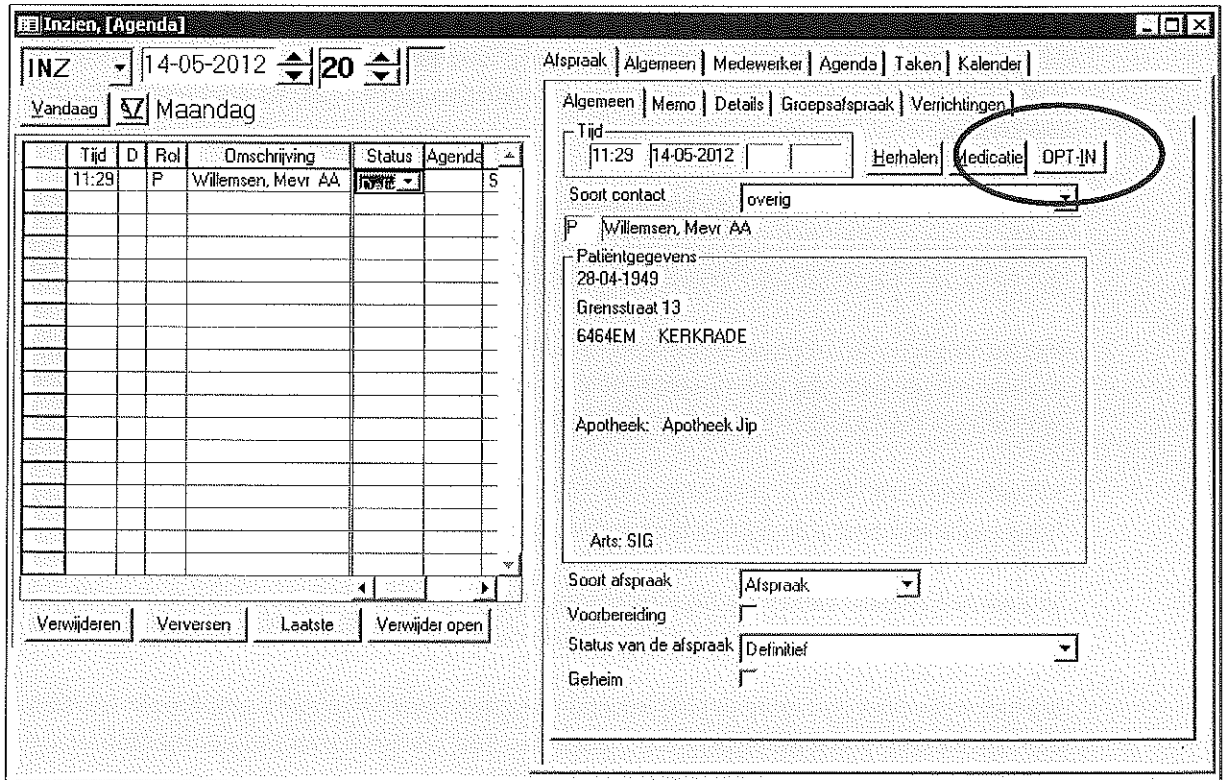 Inzien, [Agenda]
INZ 14-05-2012 20
Vandaag Maandag
Tijd D Rol Omschrijving Status Agenda
11:29 P Willemsen, Mevr AA S
Verwijderen Verversen Laatste Verwijder open
Afspraak Algemeen Medewerker Agenda Taken Kalender
Algemeen Memo Details Groepsafspraak Verrichtingen
Tijd
11:29 14-05-2012 Herhalen Medicatie OPT-IN
Soort contact overig
P Willemsen, Mevr AA
Patiëntgegevens
28-04-1949
Grensstraat 13
6464EM KERKRADE
Apotheek: Apotheek Jip
Arts: SIG
Soort afspraak Afspraak
Voorbereiding
Status van de afspraak Definitief
Geheim